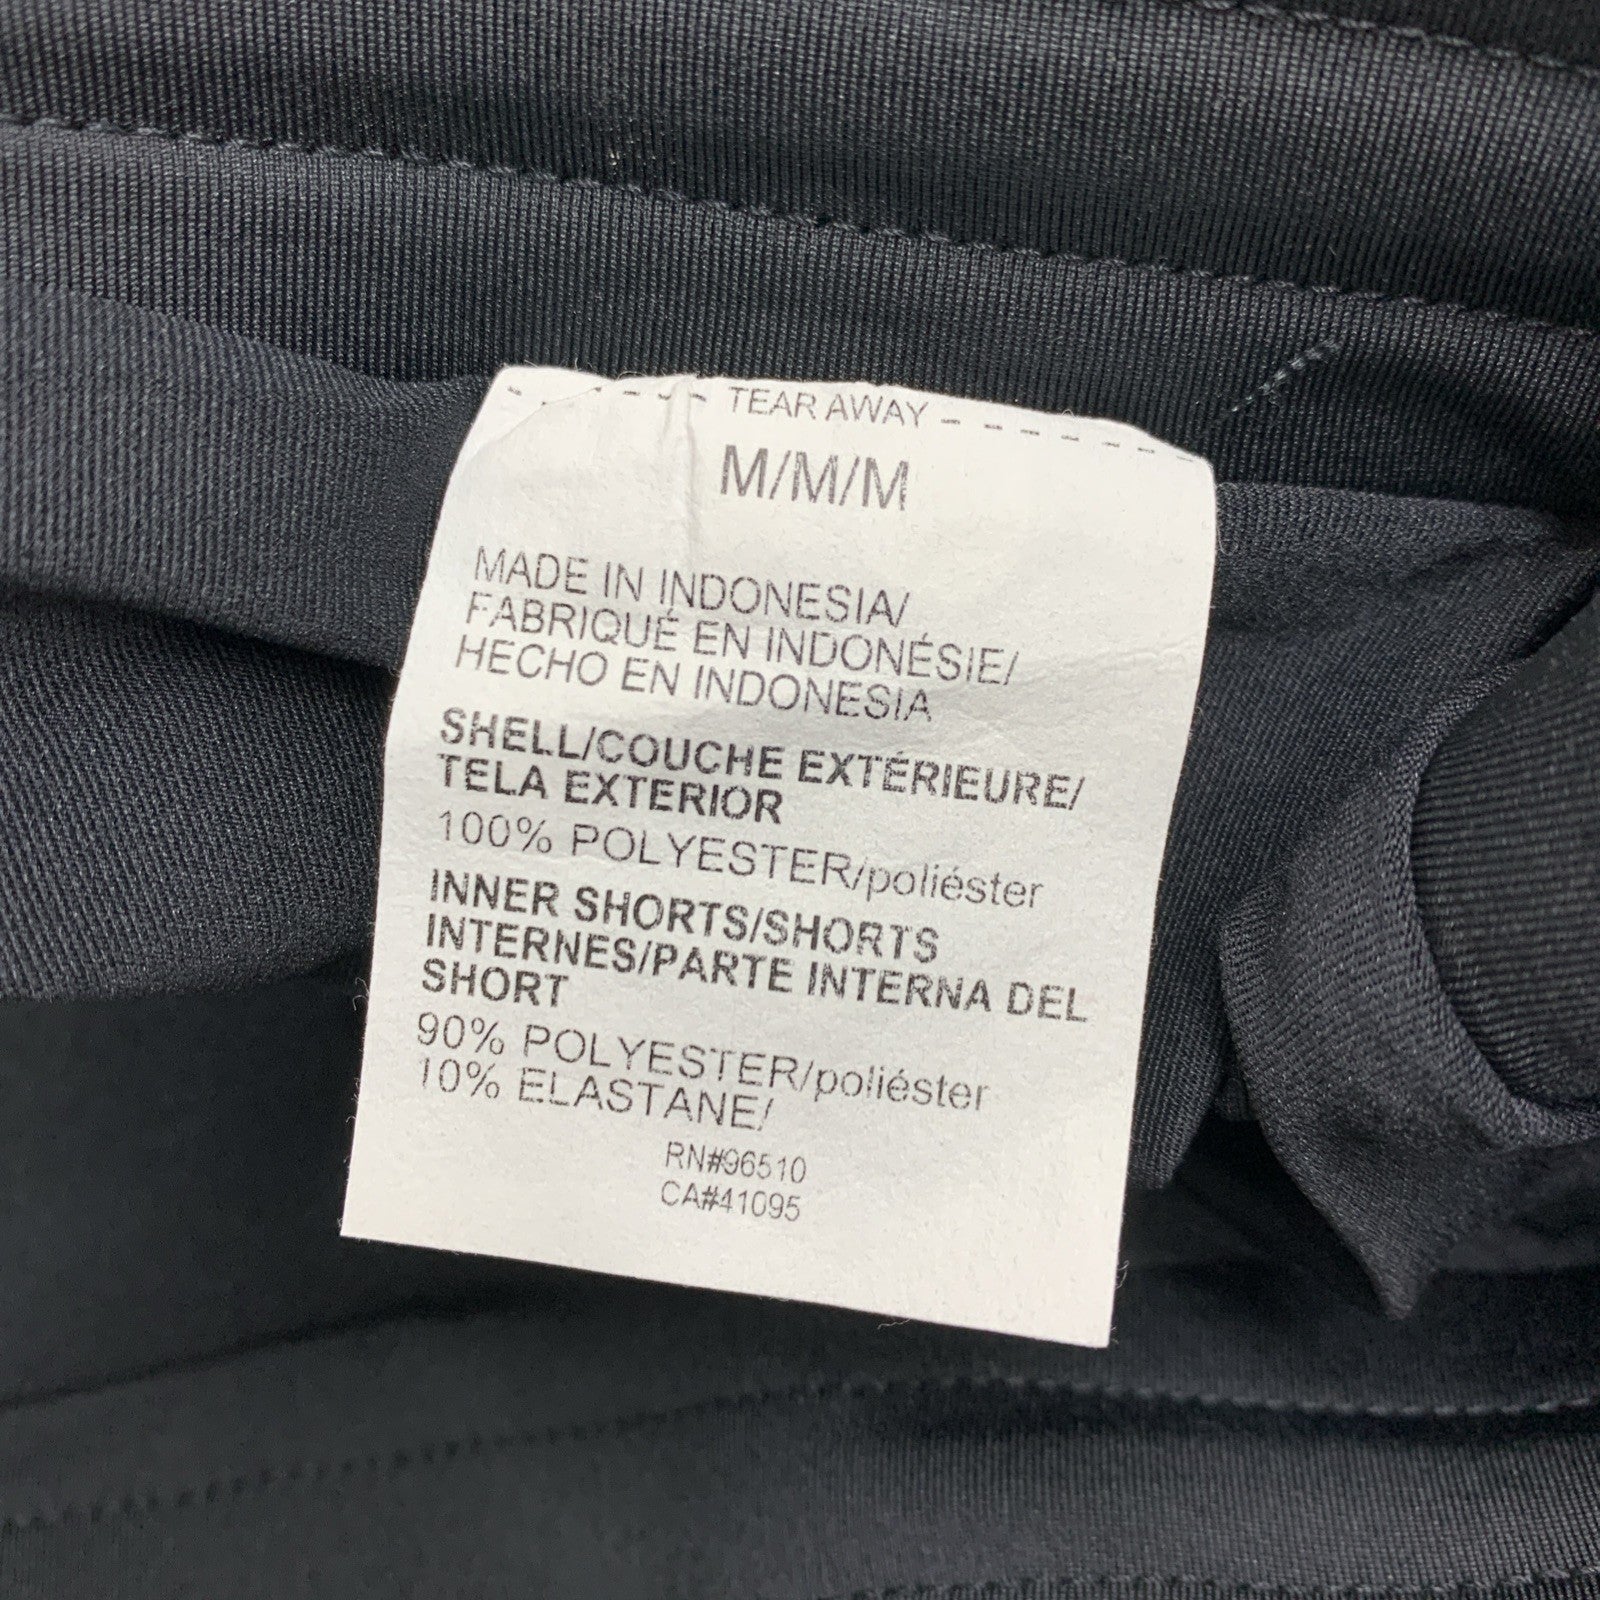 TEAR AWAY
M/M/M
MADE IN INDONESIA/
FABRIQUÉ EN INDONÉSIE/
HECHO EN INDONESIA
SHELL/COUCHE EXTÉRIEURE/
TELA EXTERIOR
100% POLYESTER/poliéster
INNER SHORTS/SHORTS
INTERNES/PARTE INTERNA DEL
SHORT
90% POLYESTER/poliéster
10% ELASTANE/
RN#96510
CA#41095